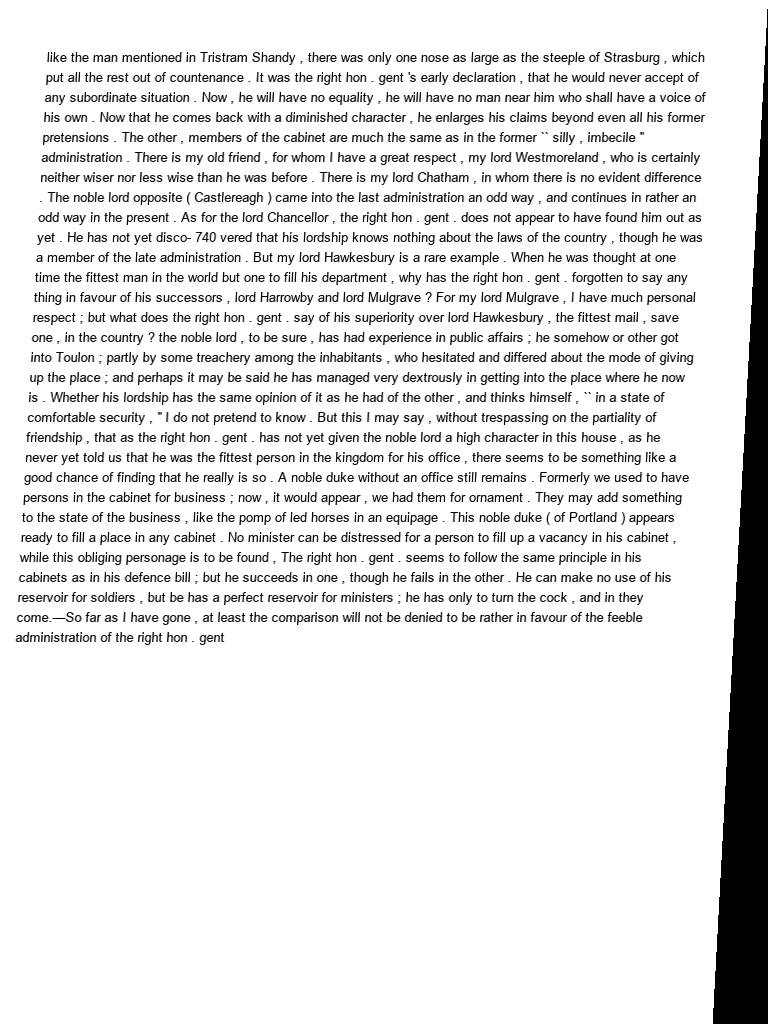 like the man mentioned in Tristram Shandy , there was only one nose as large as the steeple of Strasburg , which
put all the rest out of countenance . It was the right hon . gent 's early declaration , that he would never accept of
any subordinate situation . Now , he will have no equality , he will have no man near him who shall have a voice of
his own . Now that he comes back with a diminished character , he enlarges his claims beyond even all his former
pretensions . The other , members of the cabinet are much the same as in the former `` silly , imbecile ''
administration . There is my old friend , for whom I have a great respect , my lord Westmoreland , who is certainly
neither wiser nor less wise than he was before . There is my lord Chatham , in whom there is no evident difference
. The noble lord opposite ( Castlereagh ) came into the last administration an odd way , and continues in rather an
odd way in the present . As for the lord Chancellor , the right hon . gent . does not appear to have found him out as
yet . He has not yet disco- 740 vered that his lordship knows nothing about the laws of the country , though he was
a member of the late administration . But my lord Hawkesbury is a rare example . When he was thought at one
time the fittest man in the world but one to fill his department , why has the right hon . gent . forgotten to say any
thing in favour of his successors , lord Harrowby and lord Mulgrave ? For my lord Mulgrave , I have much personal
respect ; but what does the right hon . gent . say of his superiority over lord Hawkesbury , the fittest mail , save
one , in the country ? the noble lord , to be sure , has had experience in public affairs ; he somehow or other got
into Toulon ; partly by some treachery among the inhabitants , who hesitated and differed about the mode of giving
up the place ; and perhaps it may be said he has managed very dextrously in getting into the place where he now
is . Whether his lordship has the same opinion of it as he had of the other , and thinks himself , `` in a state of
comfortable security , '' I do not pretend to know . But this I may say , without trespassing on the partiality of
friendship , that as the right hon . gent . has not yet given the noble lord a high character in this house , as he
never yet told us that he was the fittest person in the kingdom for his office , there seems to be something like a
good chance of finding that he really is so . A noble duke without an office still remains . Formerly we used to have
persons in the cabinet for business ; now , it would appear , we had them for ornament . They may add something
to the state of the business , like the pomp of led horses in an equipage . This noble duke ( of Portland ) appears
ready to fill a place in any cabinet . No minister can be distressed for a person to fill up a vacancy in his cabinet ,
while this obliging personage is to be found , The right hon . gent . seems to follow the same principle in his
cabinets as in his defence bill ; but he succeeds in one , though he fails in the other . He can make no use of his
reservoir for soldiers , but be has a perfect reservoir for ministers ; he has only to turn the cock , and in they
come.—So far as I have gone , at least the comparison will not be denied to be rather in favour of the feeble
administration of the right hon . gent